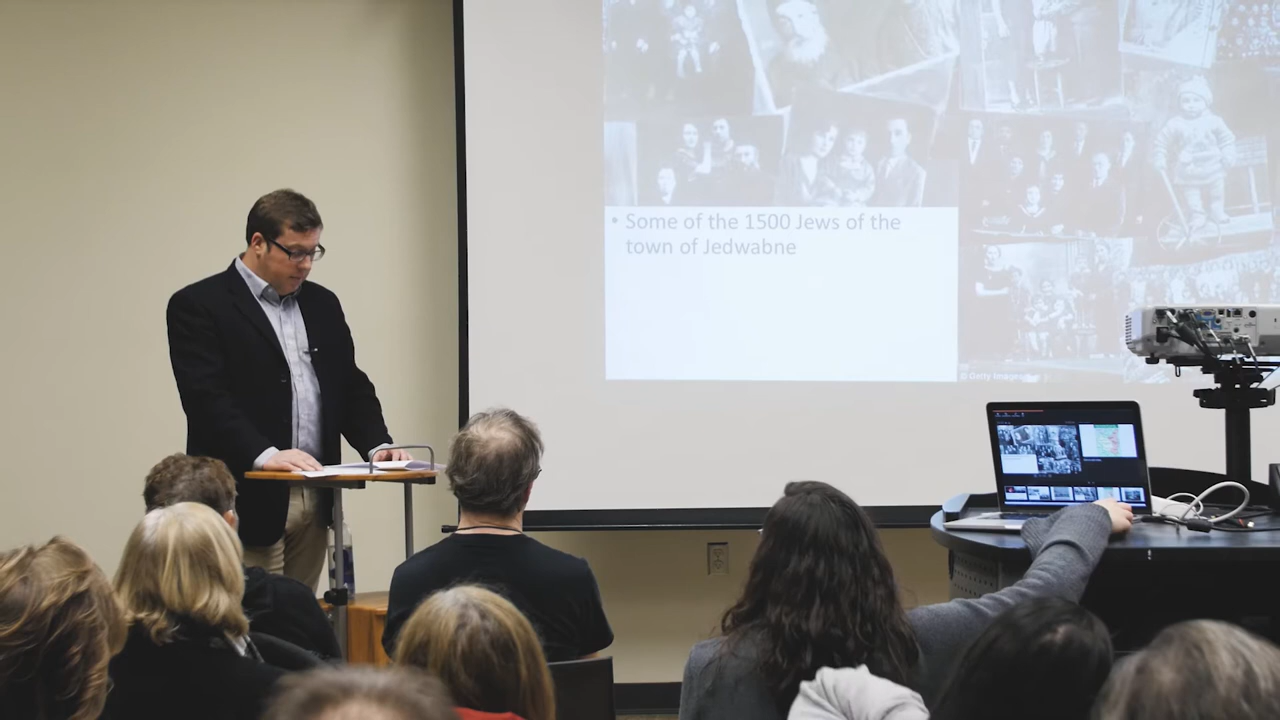 • Some of the 1500 Jews of the
town of Jedwabne
© Getty Images